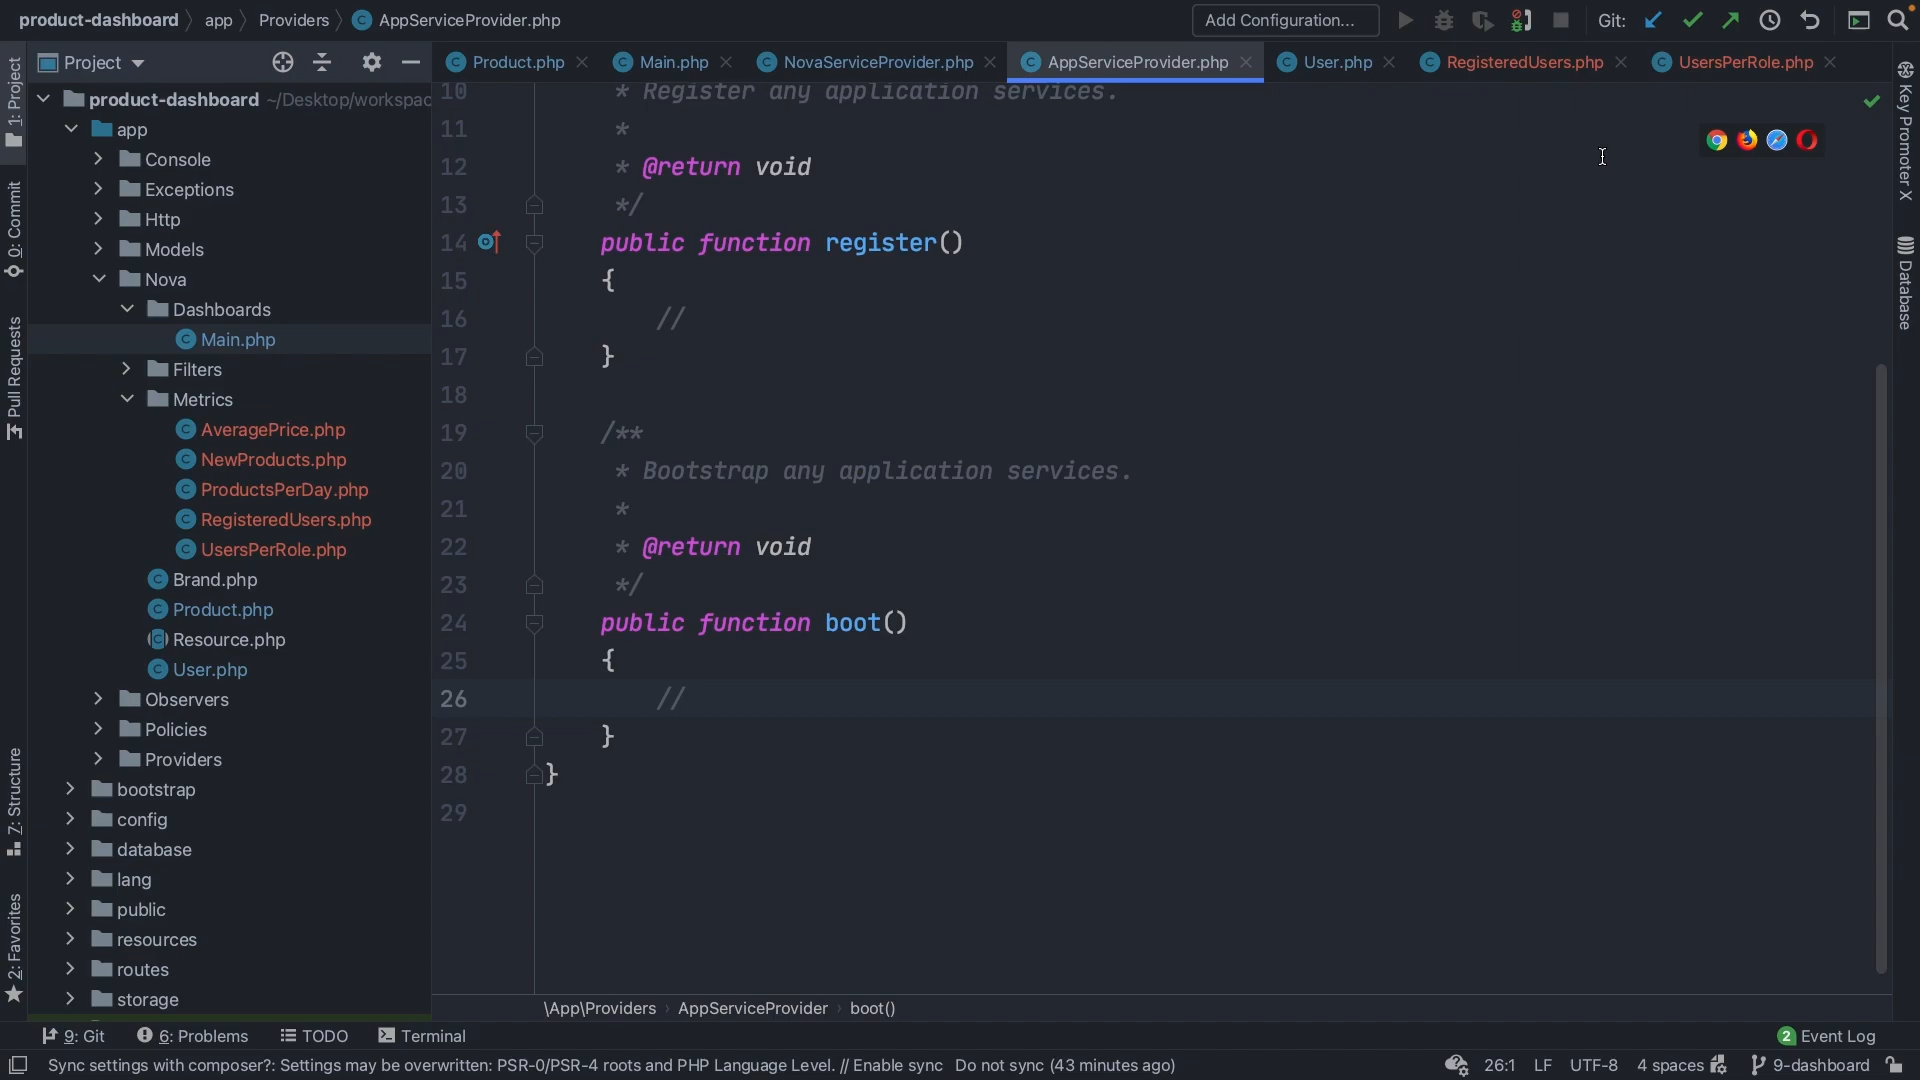 product-dashboard app Providers AppServiceProvider.php Add Configuration... Git:
Project
Product.php Main.php NovaServiceProvider.php AppServiceProvider.php User.php RegisteredUsers.php UsersPerRole.php
1: Project
0: Commit
Pull Requests
7: Structure
2: Favorites
product-dashboard ~/Desktop/workspac
app
Console
Exceptions
Http
Models
Nova
Dashboards
Main.php
Filters
Metrics
AveragePrice.php
NewProducts.php
ProductsPerDay.php
RegisteredUsers.php
UsersPerRole.php
Brand.php
Product.php
Resource.php
User.php
Observers
Policies
Providers
bootstrap
config
database
lang
public
resources
routes
storage
10 * Register any application services.
11 *
12 * @return void
13 */
14 public function register()
15 {
16 //
17 }
18
19 /**
20 * Bootstrap any application services.
21 *
22 * @return void
23 */
24 public function boot()
25 {
26 //
27 }
28 }
29
Key Promoter X
Database
\App\Providers AppServiceProvider boot()
9: Git 6: Problems TODO Terminal 2 Event Log
Sync settings with composer?: Settings may be overwritten: PSR-0/PSR-4 roots and PHP Language Level. // Enable sync Do not sync (43 minutes ago) 26:1 LF UTF-8 4 spaces 9-dashboard